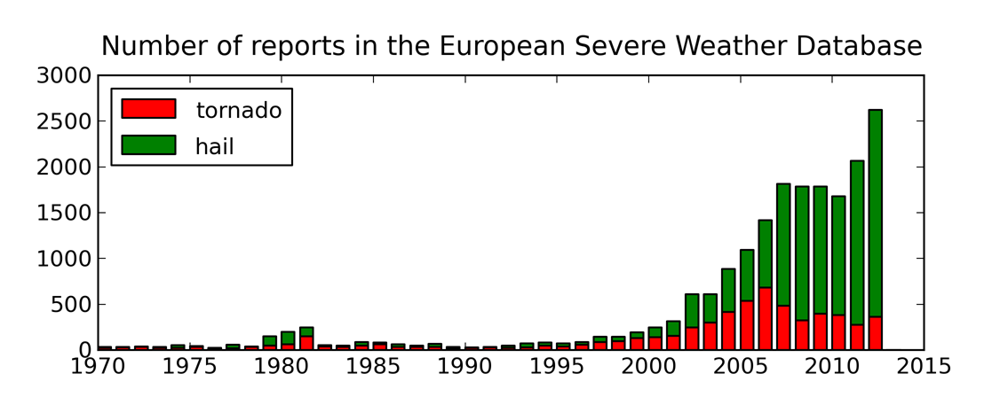 Number of reports in the European Severe Weather Database
3000
2500
2000
1500
1000
500
0
tornado
hail
1970 1975 1980 1985 1990 1995 2000 2005 2010 2015